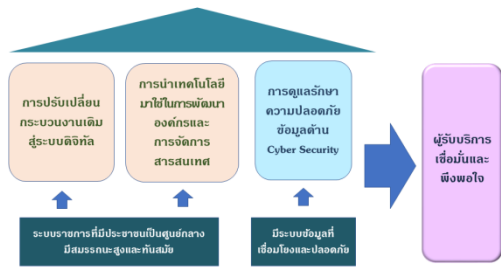 การปรับเปลี่ยน
กระบวนงานเดิม
สู่ระบบดิจิทัล
การนำเทคโนโลยี
มาใช้ในการพัฒนา
องค์กรและ
การจัดการ
สารสนเทศ
การดูแลรักษา
ความปลอดภัย
ข้อมูลด้าน
Cyber Security
ผู้รับบริการ
เชื่อมั่นและ
พึงพอใจ
ระบบราชการที่มีประชาชนเป็นศูนย์กลาง
มีสมรรถนะสูงและทันสมัย
มีระบบข้อมูลที่
เชื่อมโยงและปลอดภัย